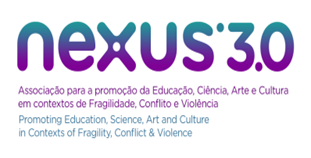 nexus 3.0
Associação para a promoção da Educação, Ciência, Arte e Cultura
em contextos de Fragilidade, Conflito e Violência
Promoting Education, Science, Art and Culture
in Contexts of Fragility, Conflict & Violence